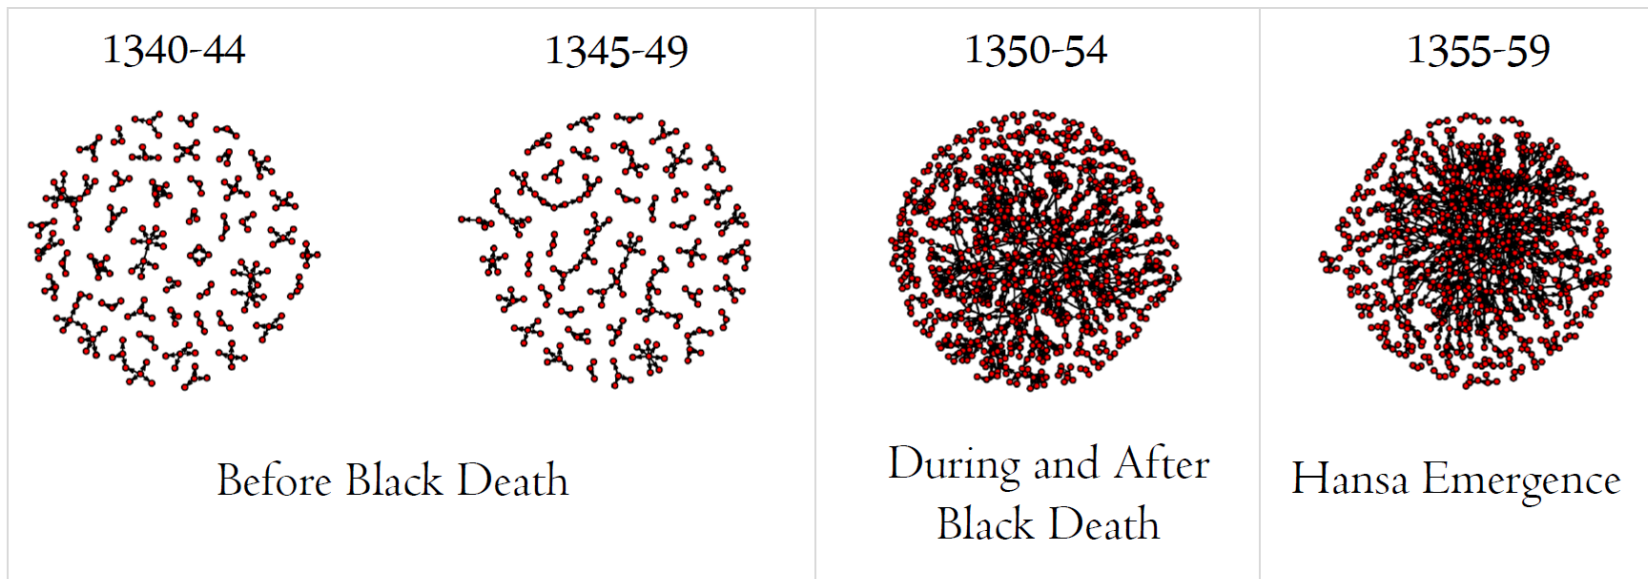 1340-44
1345-49
1350-54
1355-59
Before Black Death
During and After
Black Death
Hansa Emergence